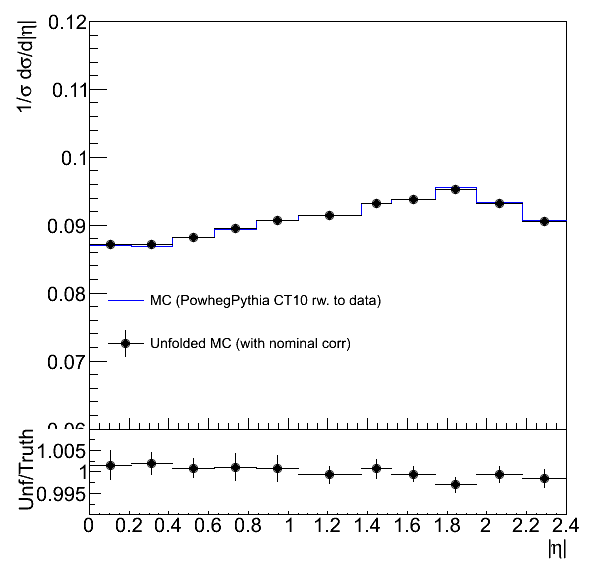 0.12
1/σ dσ/d|η|
0.11
0.1
0.09
0.08
MC (PowhegPythia CT10 rw. to data)
Unfolded MC (with nominal corr)
0.07
0.06
Unf/Truth
1.005
1
0.995
0 0.2 0.4 0.6 0.8 1 1.2 1.4 1.6 1.8 2 2.2 2.4
|η|